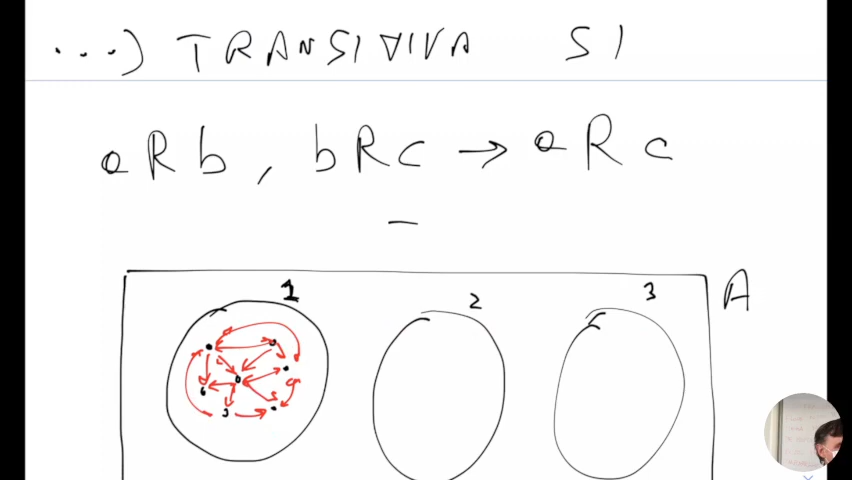 ...) TRANSITIVA SI
aRb, bRc → aRc
—
1 2 3 A